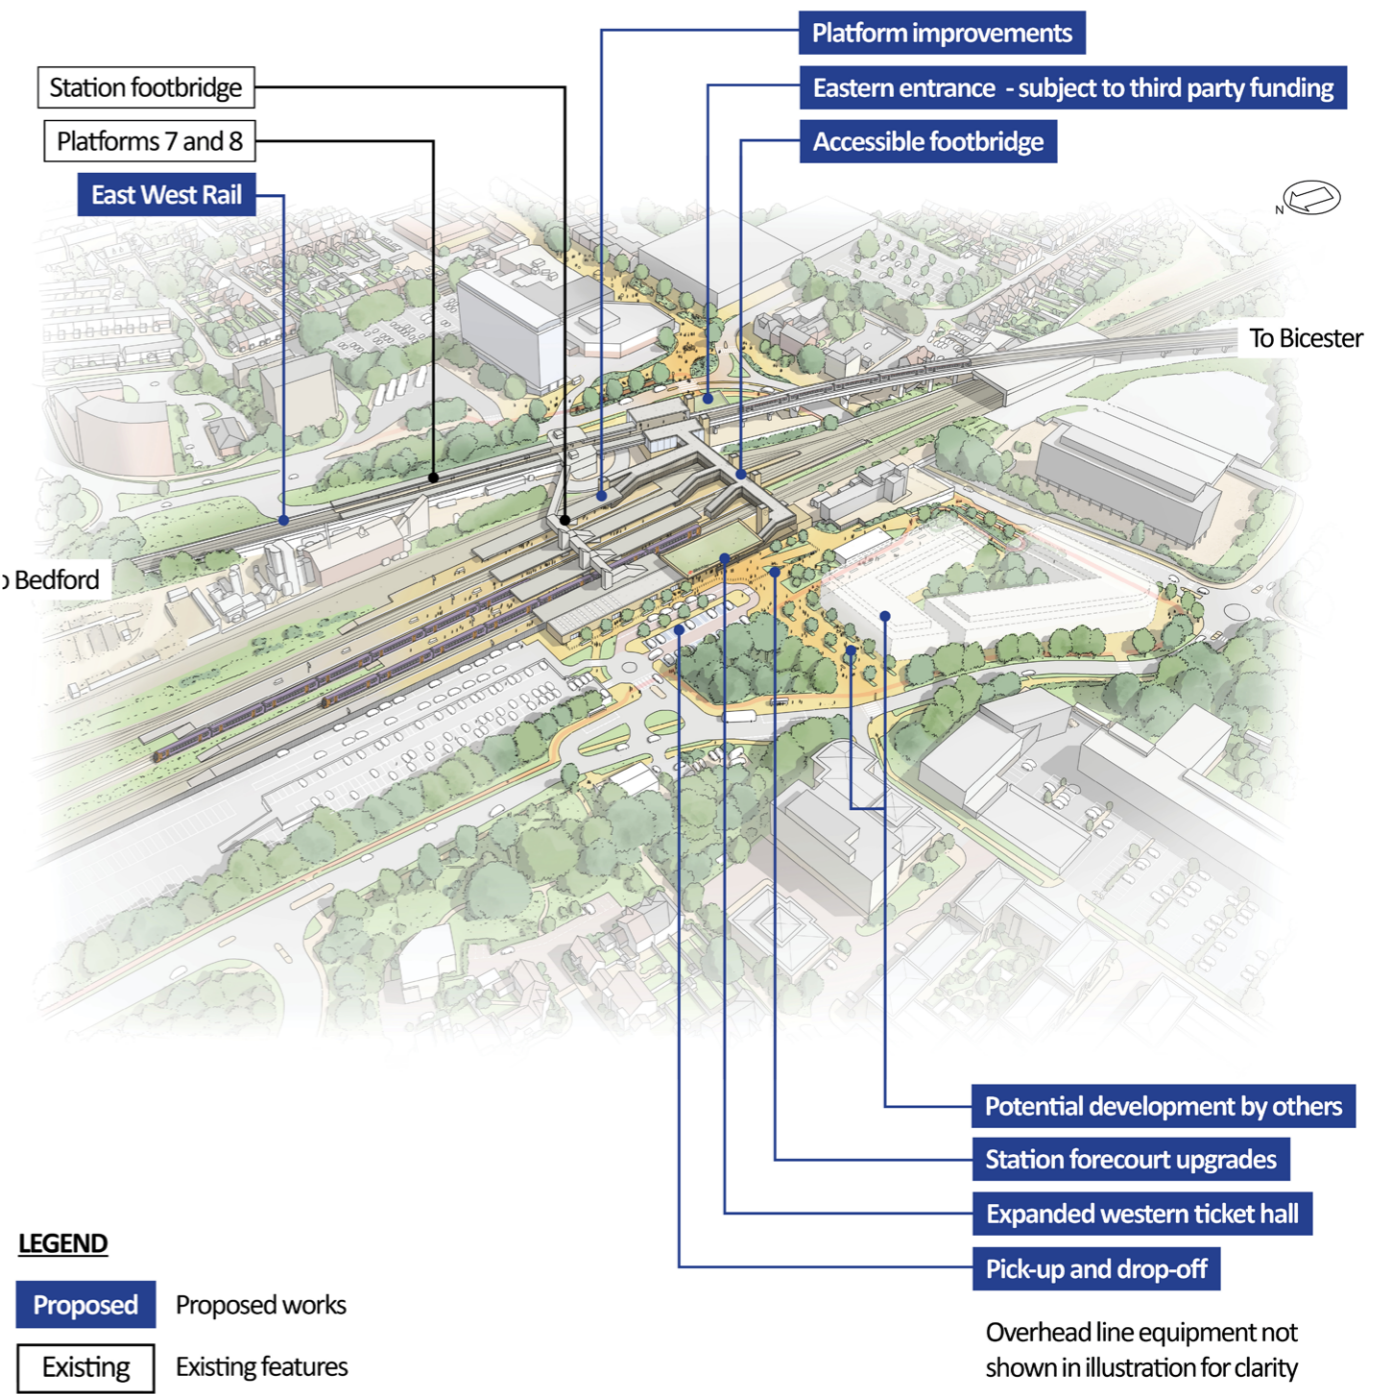 Platform improvements
Station footbridge
Eastern entrance - subject to third party funding
Platforms 7 and 8
Accessible footbridge
East West Rail
N
To Bicester
o Bedford
Potential development by others
Station forecourt upgrades
Expanded western ticket hall
Pick-up and drop-off
LEGEND
Proposed Proposed works
Existing Existing features
Overhead line equipment not
shown in illustration for clarity